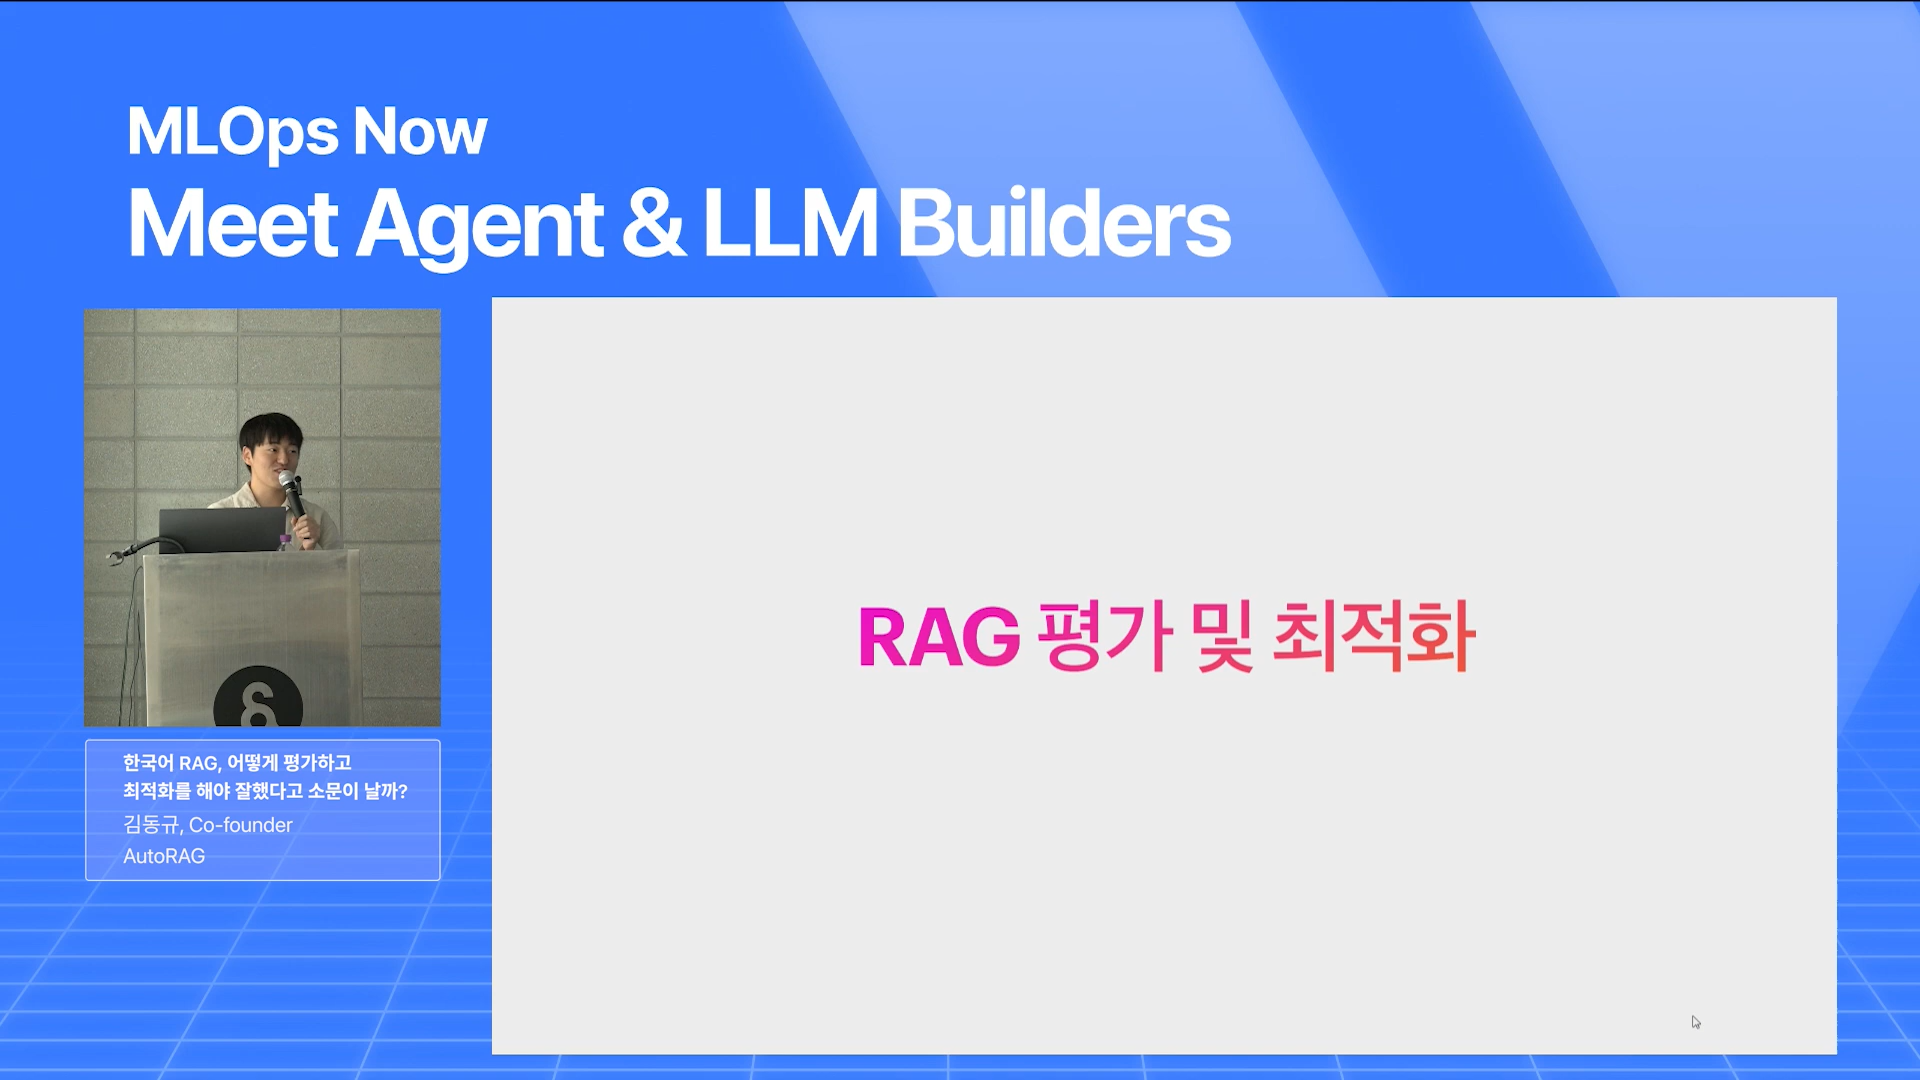 MLOps Now
Meet Agent & LLM Builders
RAG 평가 및 최적화
한국어 RAG, 어떻게 평가하고
최적화를 해야 잘했다고 소문이 날까?
김동규, Co-founder
AutoRAG